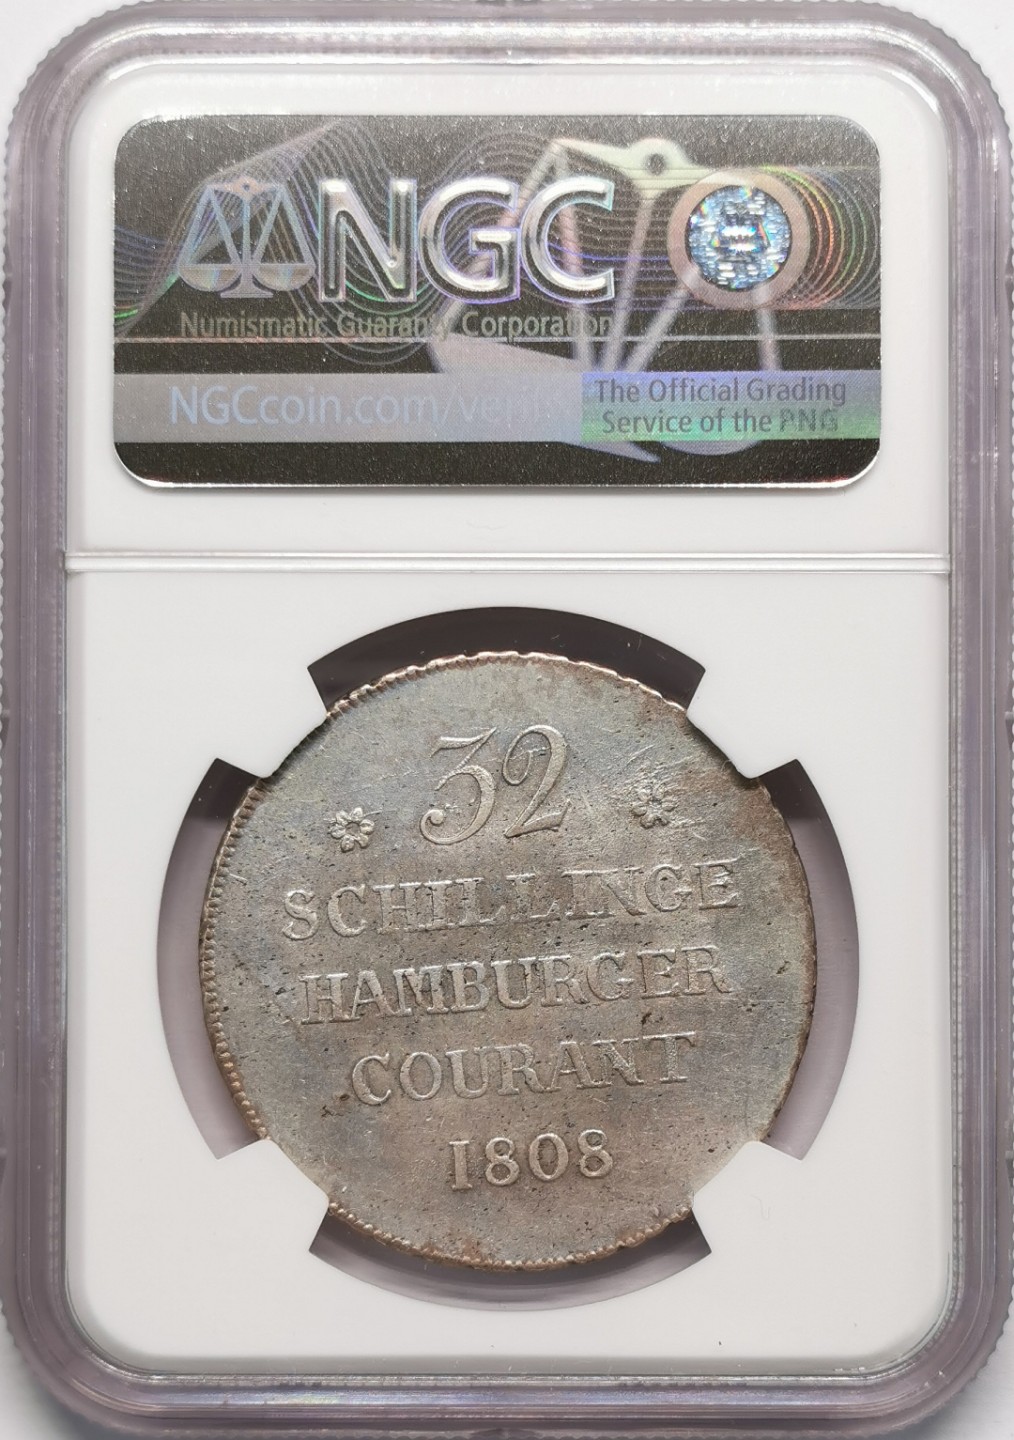 NGC
Numismatic Guaranty Corporation
NGCcoin.com/verify
The Official Grading
Service of the PNG
32
SCHILLINGE
HAMBURGER
COURANT
1808